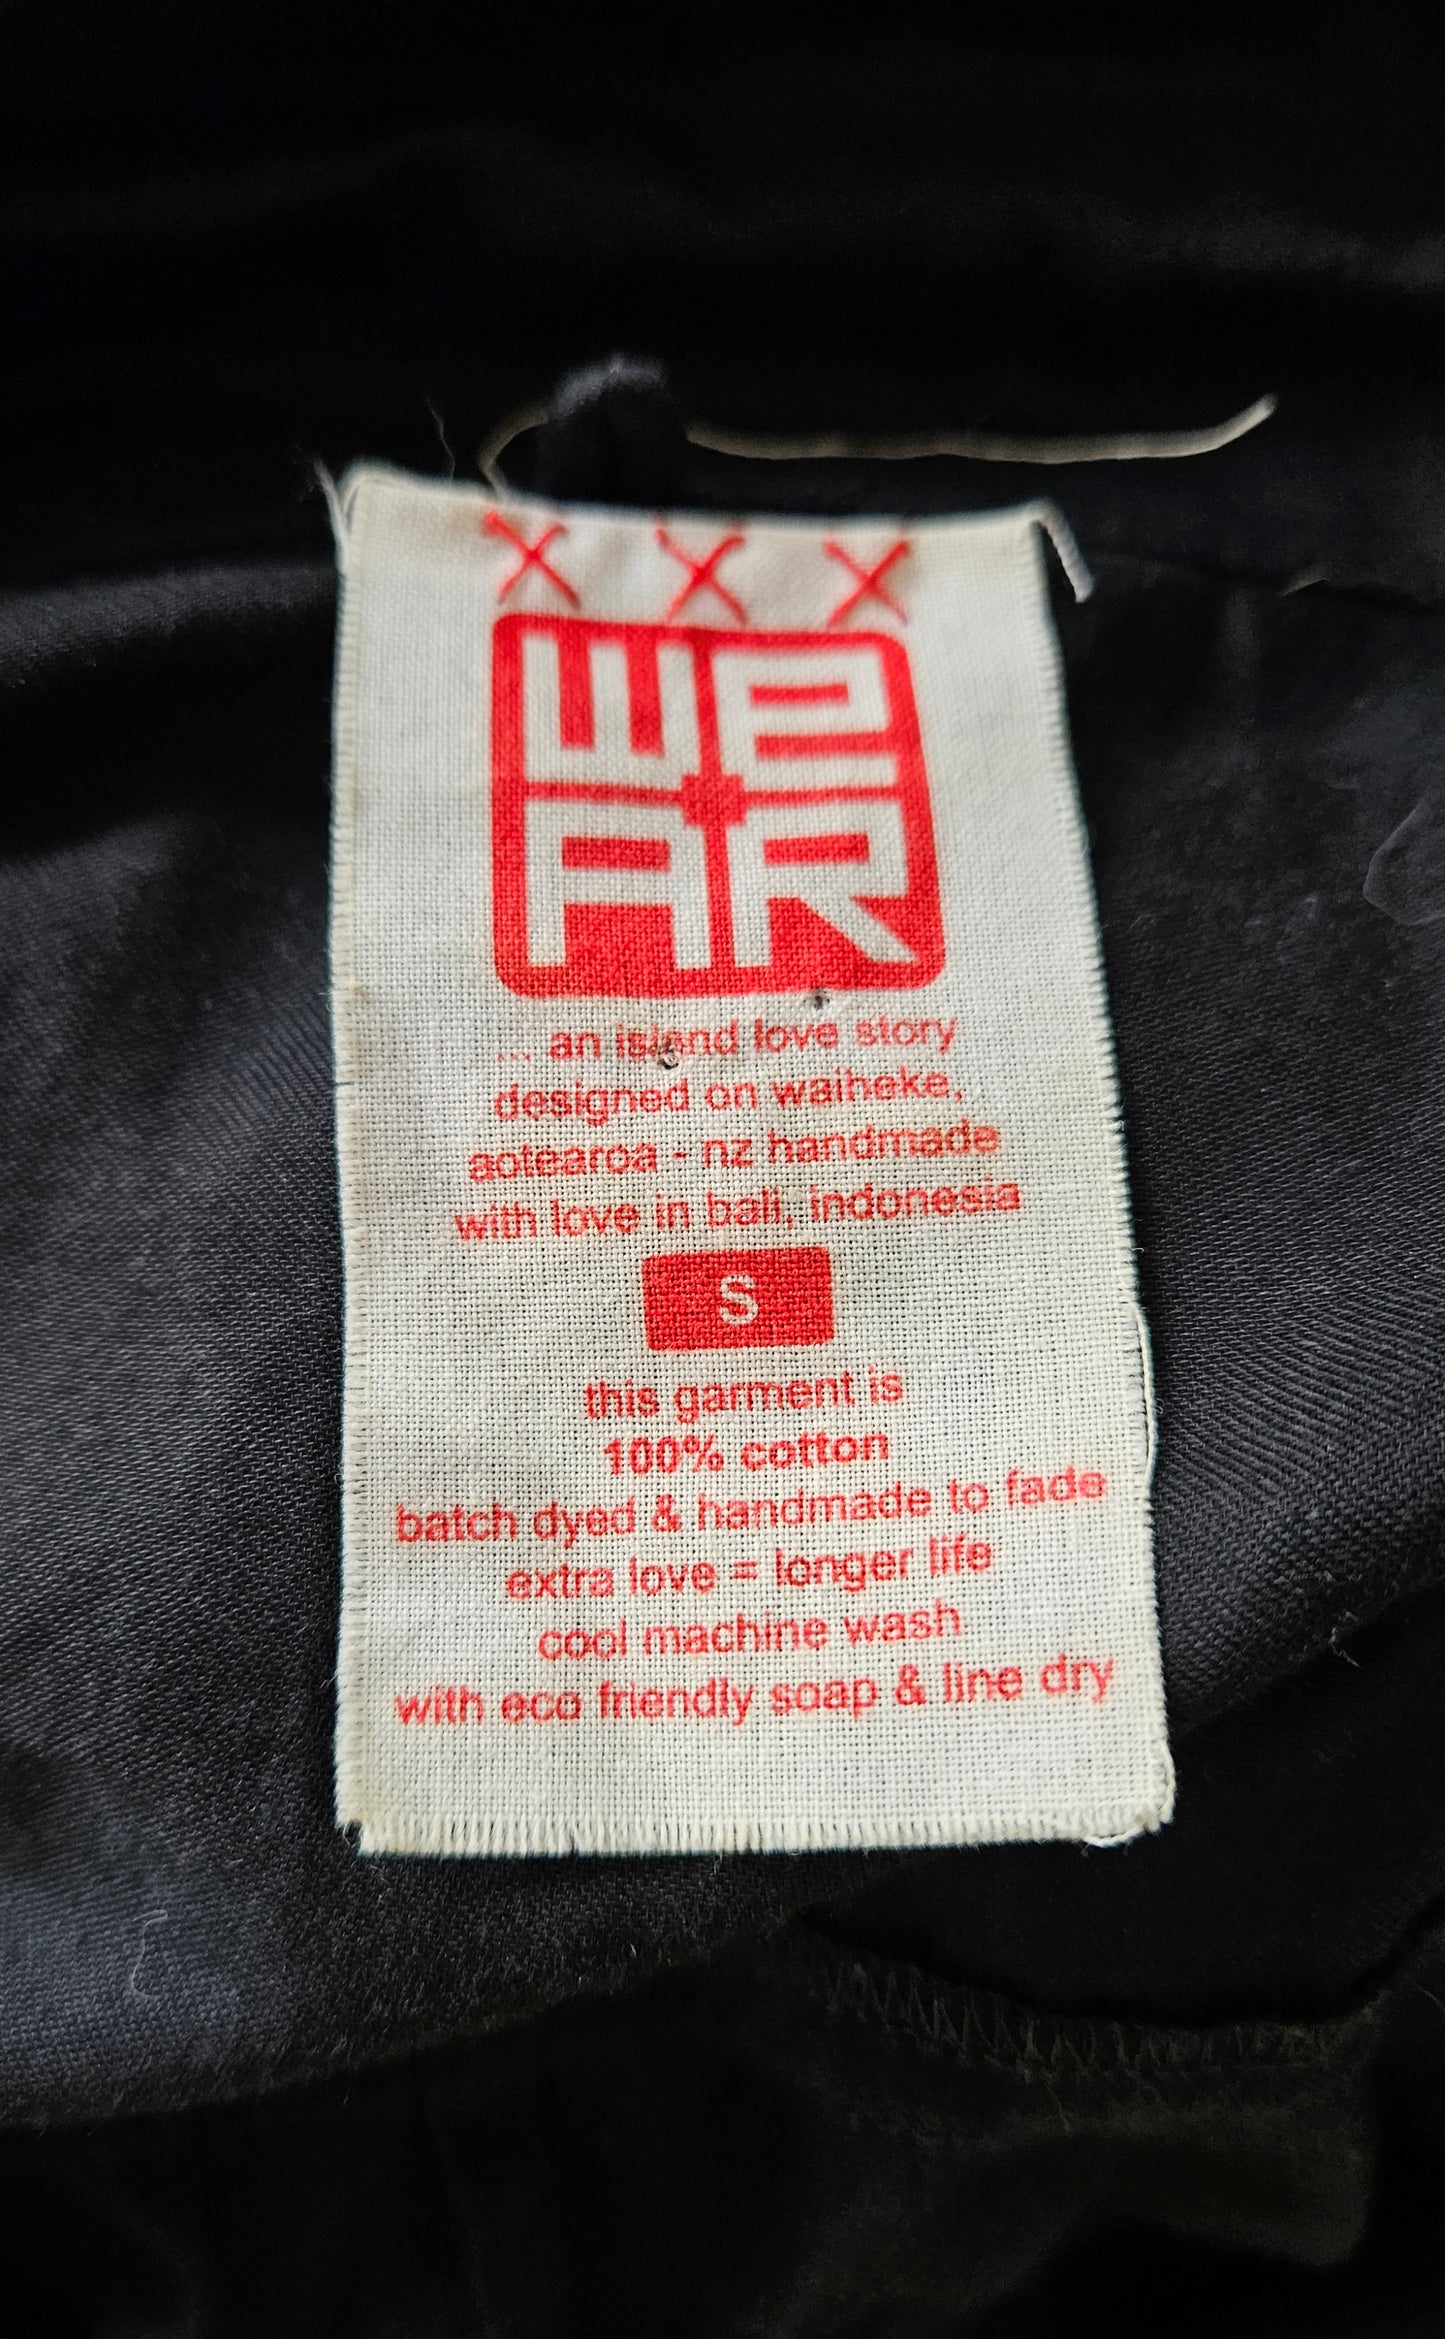 XXX
WE
AR
... an island love story
designed on waiheke,
aotearoa - nz handmade
with love in bali, indonesia
S
this garment is
100% cotton
batch dyed & handmade to fade
extra love = longer life
cool machine wash
with eco friendly soap & line dry